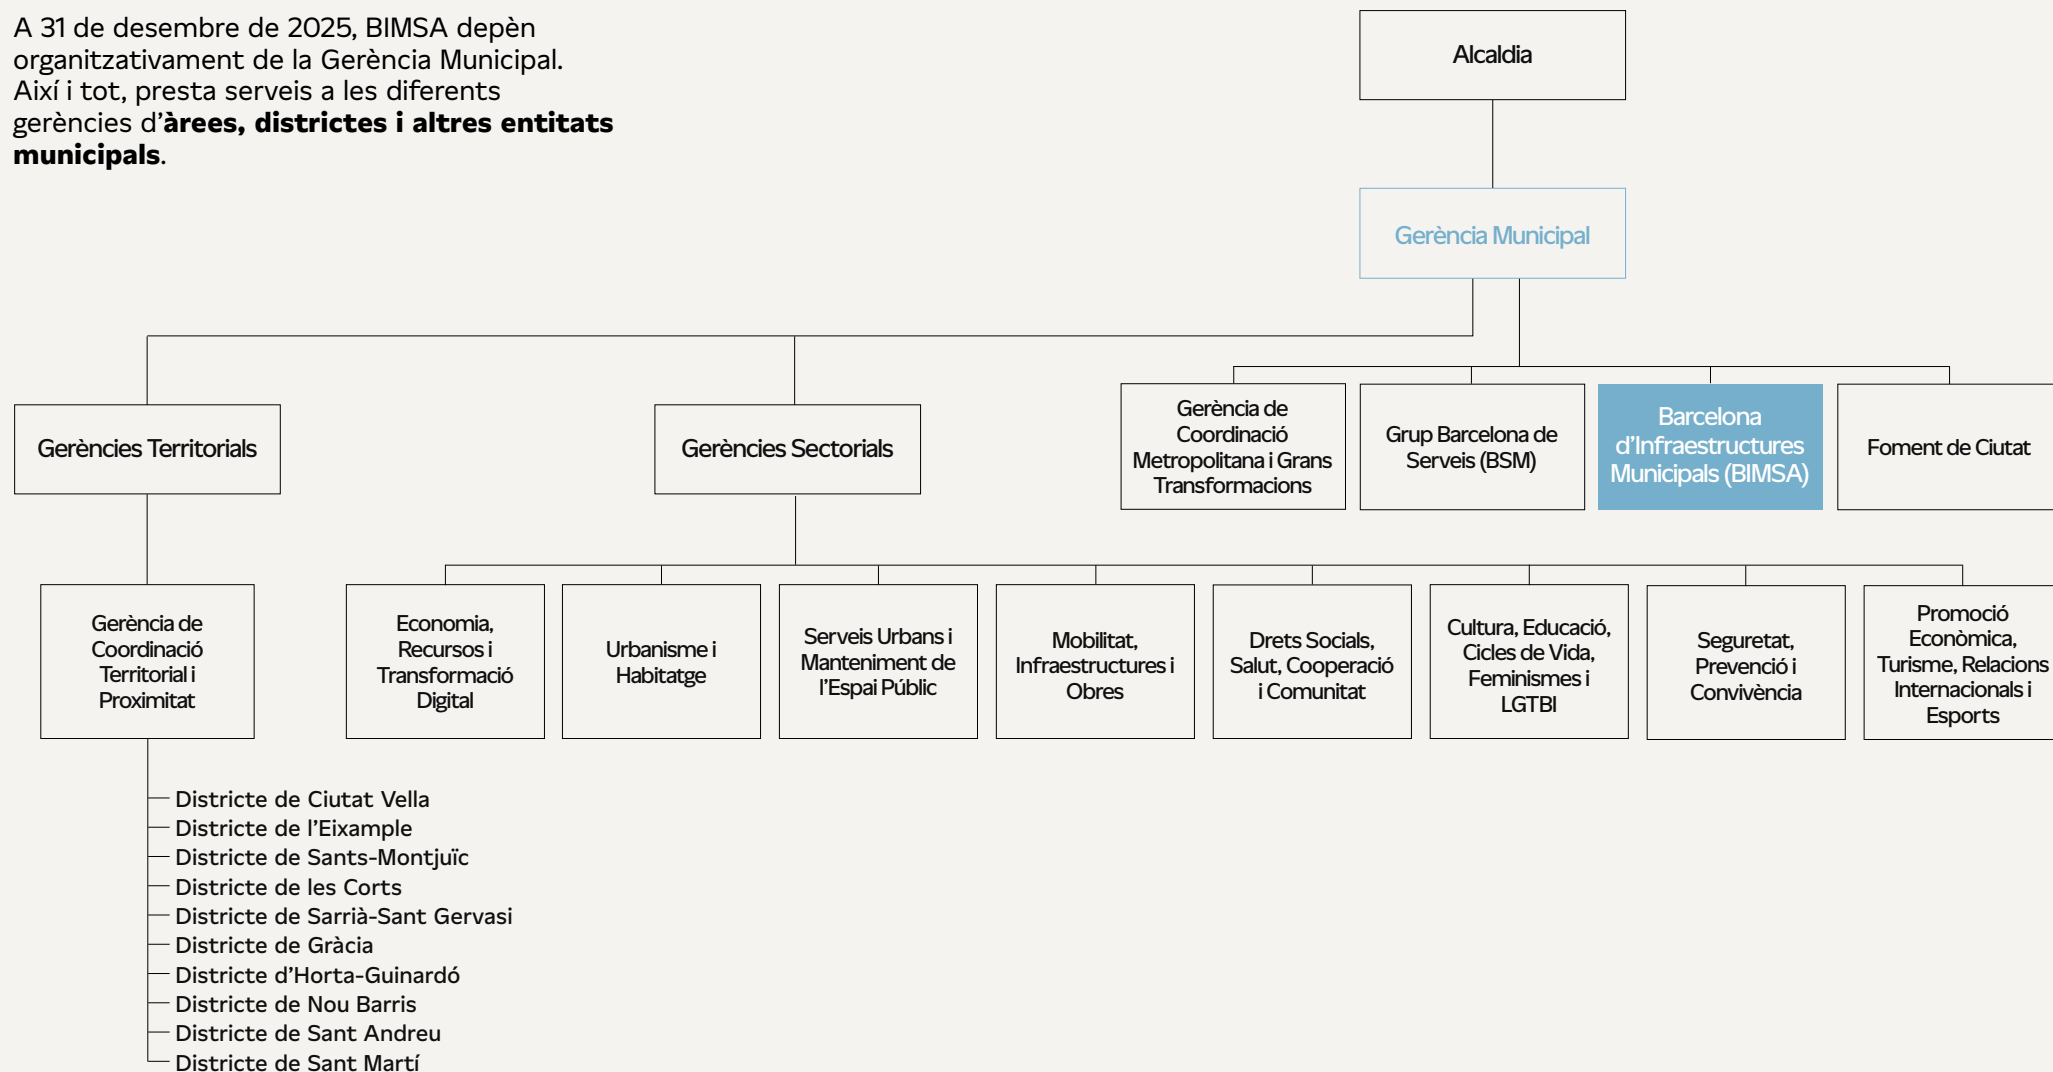 A 31 de desembre de 2025, BIMSA depèn
organitzativament de la Gerència Municipal.
Així i tot, presta serveis a les diferents
gerències d’àrees, districtes i altres entitats
municipals.
Alcaldia
Gerència Municipal
Gerències Territorials
Gerències Sectorials
Gerència de
Coordinació
Metropolitana i Grans
Transformacions
Grup Barcelona de
Serveis (BSM)
Barcelona
d’Infraestructures
Municipals (BIMSA)
Foment de Ciutat
Gerència de
Coordinació
Territorial i
Proximitat
Economia,
Recursos i
Transformació
Digital
Urbanisme i
Habitatge
Serveis Urbans i
Manteniment de
l’Espai Públic
Mobilitat,
Infraestructures i
Obres
Drets Socials,
Salut, Cooperació
i Comunitat
Cultura, Educació,
Cicles de Vida,
Feminismes i
LGTBI
Seguretat,
Prevenció i
Convivència
Promoció
Econòmica,
Turisme, Relacions
Internacionals i
Esports
Districte de Ciutat Vella
Districte de l’Eixample
Districte de Sants-Montjuïc
Districte de les Corts
Districte de Sarrià-Sant Gervasi
Districte de Gràcia
Districte d’Horta-Guinardó
Districte de Nou Barris
Districte de Sant Andreu
Districte de Sant Martí